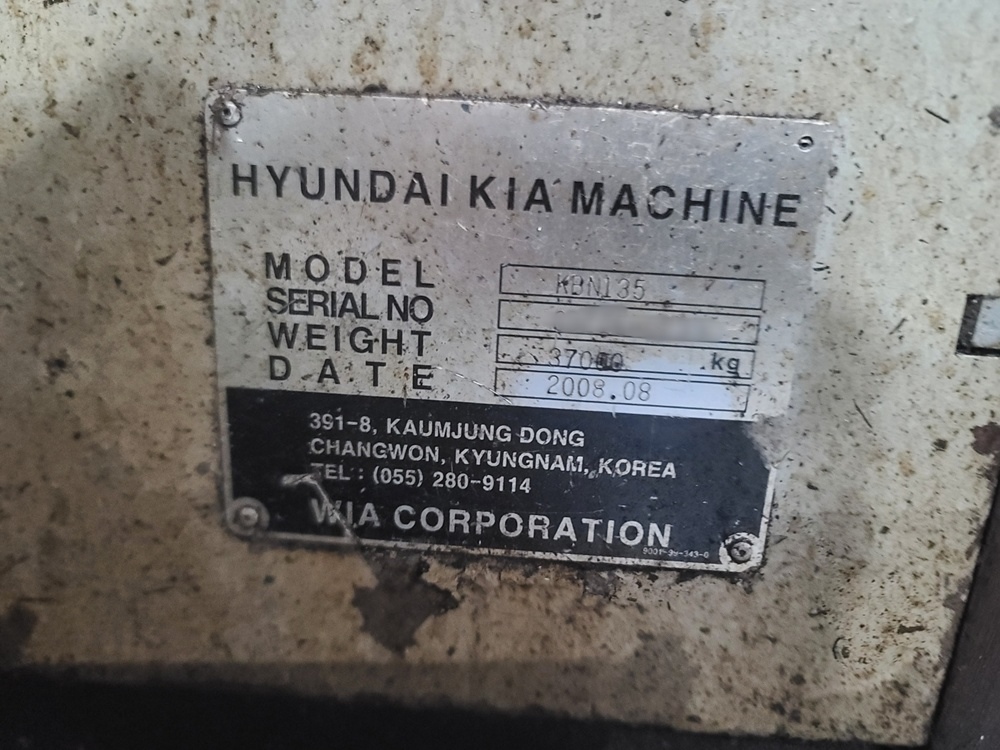 HYUNDAI KIA MACHINE
MODEL KBN135
SERIAL NO
WEIGHT kg
DATE 2008.08
391-8, KAUMJUNG DONG
CHANGWON, KYUNGNAM, KOREA
TEL : (055) 280-9114
WIA CORPORATION